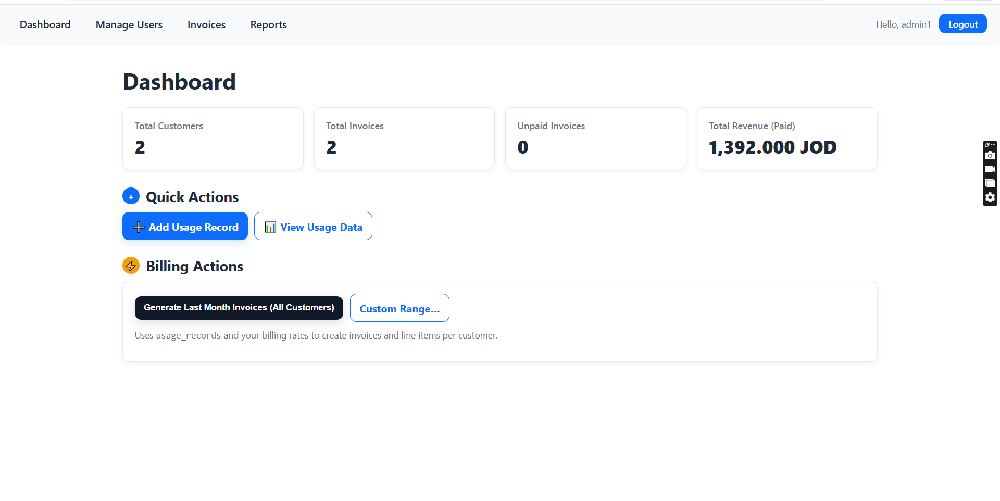 Dashboard Manage Users Invoices Reports Hello, admin1 Logout
Dashboard
Total Customers
2
Total Invoices
2
Unpaid Invoices
0
Total Revenue (Paid)
1,392.000 JOD
+ Quick Actions
➕ Add Usage Record 📊 View Usage Data
⚡ Billing Actions
Generate Last Month Invoices (All Customers) Custom Range...
Uses usage_records and your billing rates to create invoices and line items per customer.